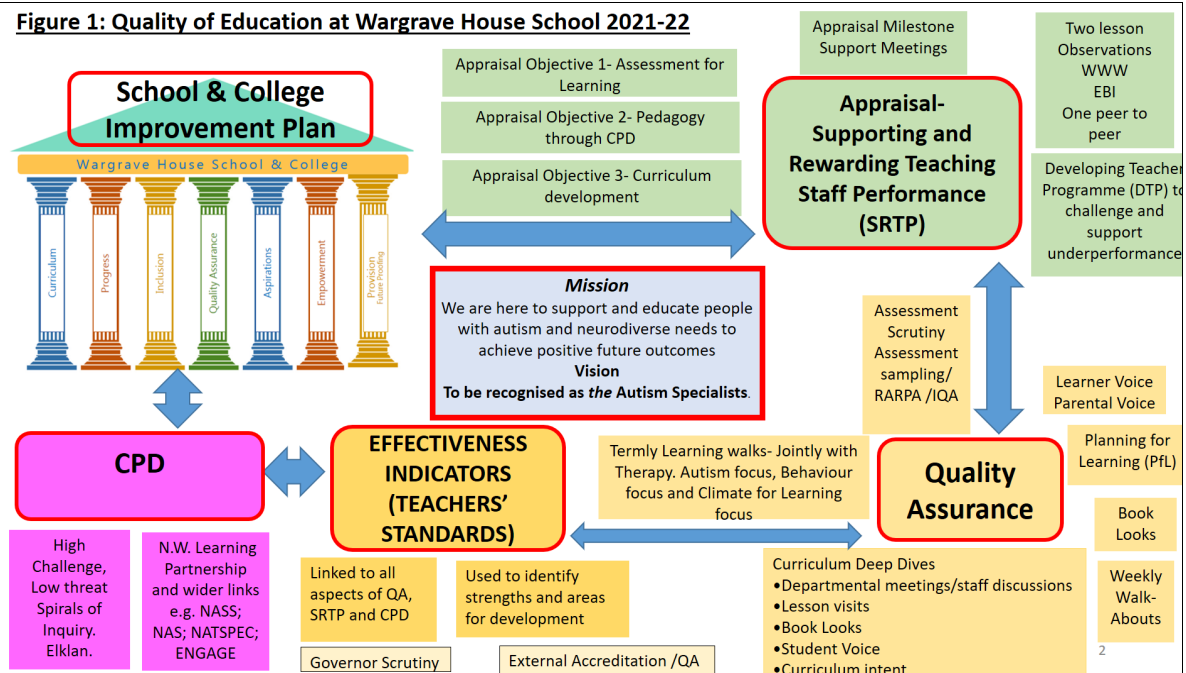 Figure 1: Quality of Education at Wargrave House School 2021-22
School & College
Improvement Plan
Wargrave House School & College
Curriculum
Progress
Inclusion
Quality Assurance
Aspirations
Empowerment
Provision
Future Proofing
Appraisal Objective 1- Assessment for
Learning
Appraisal Objective 2- Pedagogy
through CPD
Appraisal Objective 3- Curriculum
development
Appraisal Milestone
Support Meetings
Appraisal-
Supporting and
Rewarding Teaching
Staff Performance
(SRTP)
Two lesson
Observations
WWW
EBI
One peer to
peer
Developing Teacher
Programme (DTP) to
challenge and
support
underperformance
Mission
We are here to support and educate people
with autism and neurodiverse needs to
achieve positive future outcomes
Vision
To be recognised as the Autism Specialists.
Assessment
Scrutiny
Assessment
sampling/
RARPA /IQA
Learner Voice
Parental Voice
Planning for
Learning (PfL)
Book
Looks
Weekly
Walk-
Abouts
CPD
High
Challenge,
Low threat
Spirals of
Inquiry.
Elklan.
N.W. Learning
Partnership
and wider links
e.g. NASS;
NAS; NATSPEC;
ENGAGE
EFFECTIVENESS
INDICATORS
(TEACHERS'
STANDARDS)
Linked to all
aspects of QA,
SRTP and CPD
Used to identify
strengths and areas
for development
Governor Scrutiny
External Accreditation /QA
Termly Learning walks- Jointly with
Therapy. Autism focus, Behaviour
focus and Climate for Learning
focus
Quality
Assurance
Curriculum Deep Dives
•Departmental meetings/staff discussions
•Lesson visits
•Book Looks
•Student Voice
•Curriculum intent
2